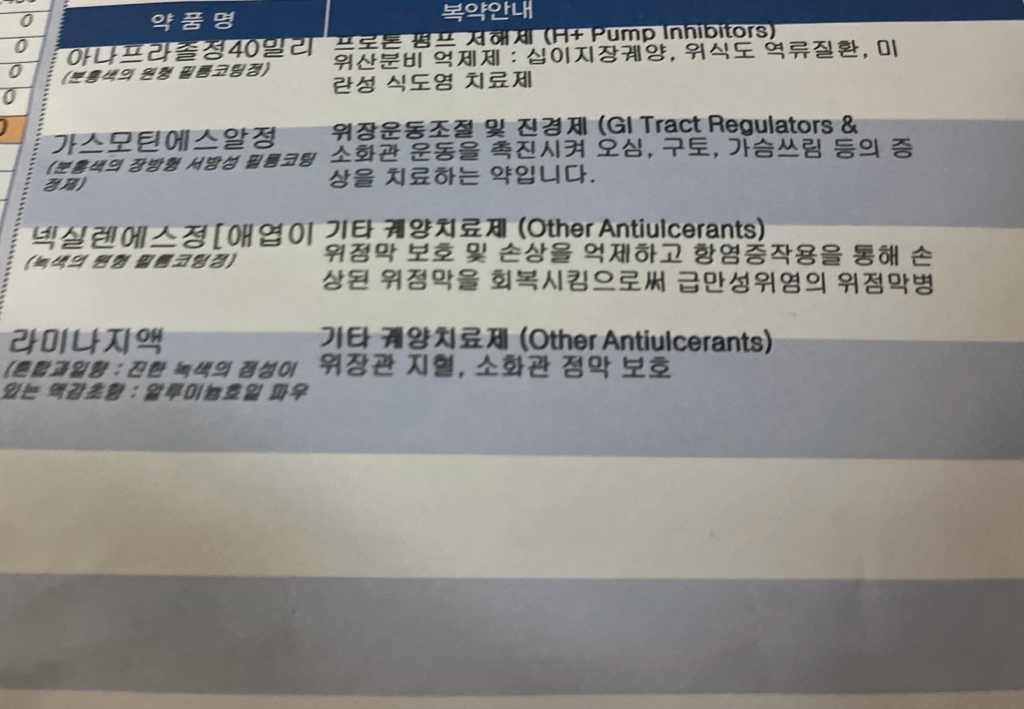 약 품 명
복약안내
아나프라졸정40밀리
(분홍색의 원형 필름코팅정)
프로톤 펌프 저해제 (H+ Pump Inhibitors)
위산분비 억제제 : 십이지장궤양, 위식도 역류질환, 미
란성 식도염 치료제
가스모틴에스알정
(분홍색의 장방형 서방성 필름코팅
정제)
위장운동조절 및 진경제 (GI Tract Regulators &
소화관 운동을 촉진시켜 오심, 구토, 가슴쓰림 등의 증
상을 치료하는 약입니다.
넥실렌에스정[애엽이
(녹색의 원형 필름코팅정)
기타 궤양치료제 (Other Antiulcerants)
위점막 보호 및 손상을 억제하고 항염증작용을 통해 손
상된 위점막을 회복시킴으로써 급만성위염의 위점막병
라미나지액
(혼합과일향 : 진한 녹색의 점성이
있는 액감초향 : 알루미늄호일 파우
기타 궤양치료제 (Other Antiulcerants)
위장관 지혈, 소화관 점막 보호
0
0
0
0
0